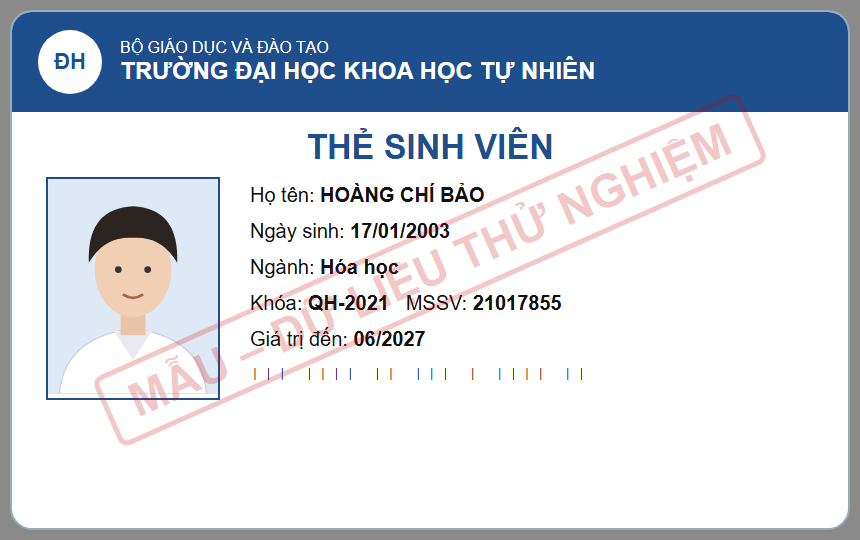 ĐH
BỘ GIÁO DỤC VÀ ĐÀO TẠO
TRƯỜNG ĐẠI HỌC KHOA HỌC TỰ NHIÊN
THẺ SINH VIÊN
Họ tên: HOÀNG CHÍ BẢO
Ngày sinh: 17/01/2003
Ngành: Hóa học
Khóa: QH-2021 MSSV: 21017855
Giá trị đến: 06/2027
MẪU – DỮ LIỆU THỬ NGHIỆM